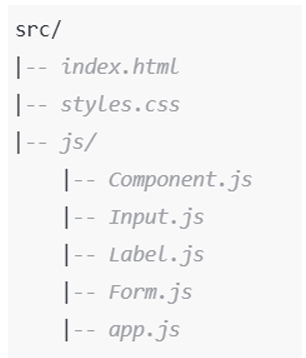 src/
|-- index.html
|-- styles.css
|-- js/
    |-- Component.js
    |-- Input.js
    |-- Label.js
    |-- Form.js
    |-- app.js